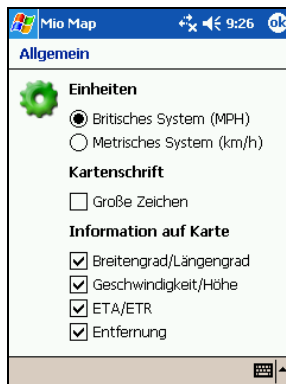 Mio Map 9:26 ok
Allgemein
Einheiten
Britisches System (MPH)
Metrisches System (km/h)
Kartenschrift
Große Zeichen
Information auf Karte
Breitengrad/Längengrad
Geschwindigkeit/Höhe
ETA/ETR
Entfernung